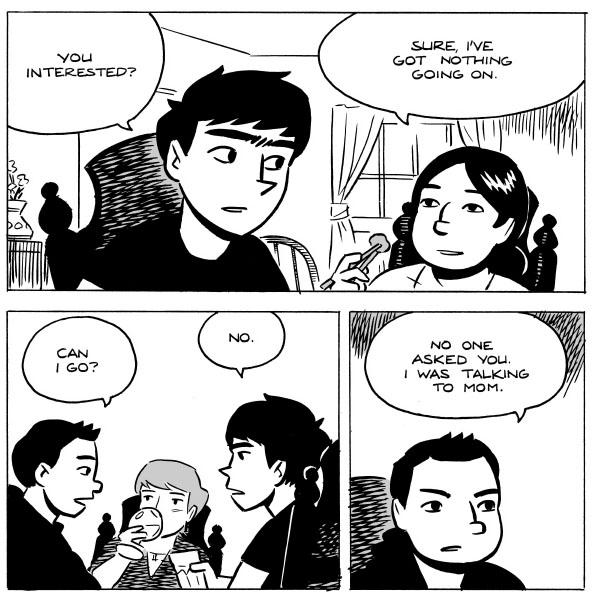 YOU
INTERESTED?
SURE, I'VE
GOT NOTHING
GOING ON.
CAN
I GO?
NO.
NO ONE
ASKED YOU.
I WAS TALKING
TO MOM.